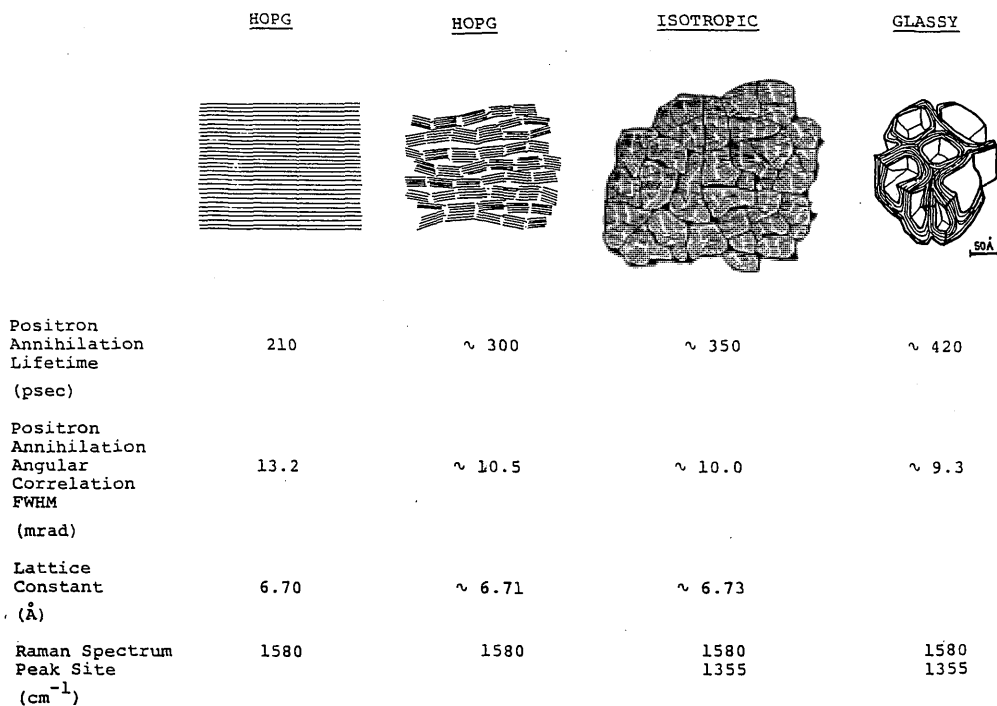 HOPG HOPG ISOTROPIC GLASSY
50Å
Positron
Annihilation 210 ~ 300 ~ 350 ~ 420
Lifetime
(psec)
Positron
Annihilation
Angular 13.2 ~ 10.5 ~ 10.0 ~ 9.3
Correlation
FWHM
(mrad)
Lattice
Constant 6.70 ~ 6.71 ~ 6.73
(Å)
Raman Spectrum 1580 1580 1580 1580
Peak Site 1355 1355
(cm⁻¹)